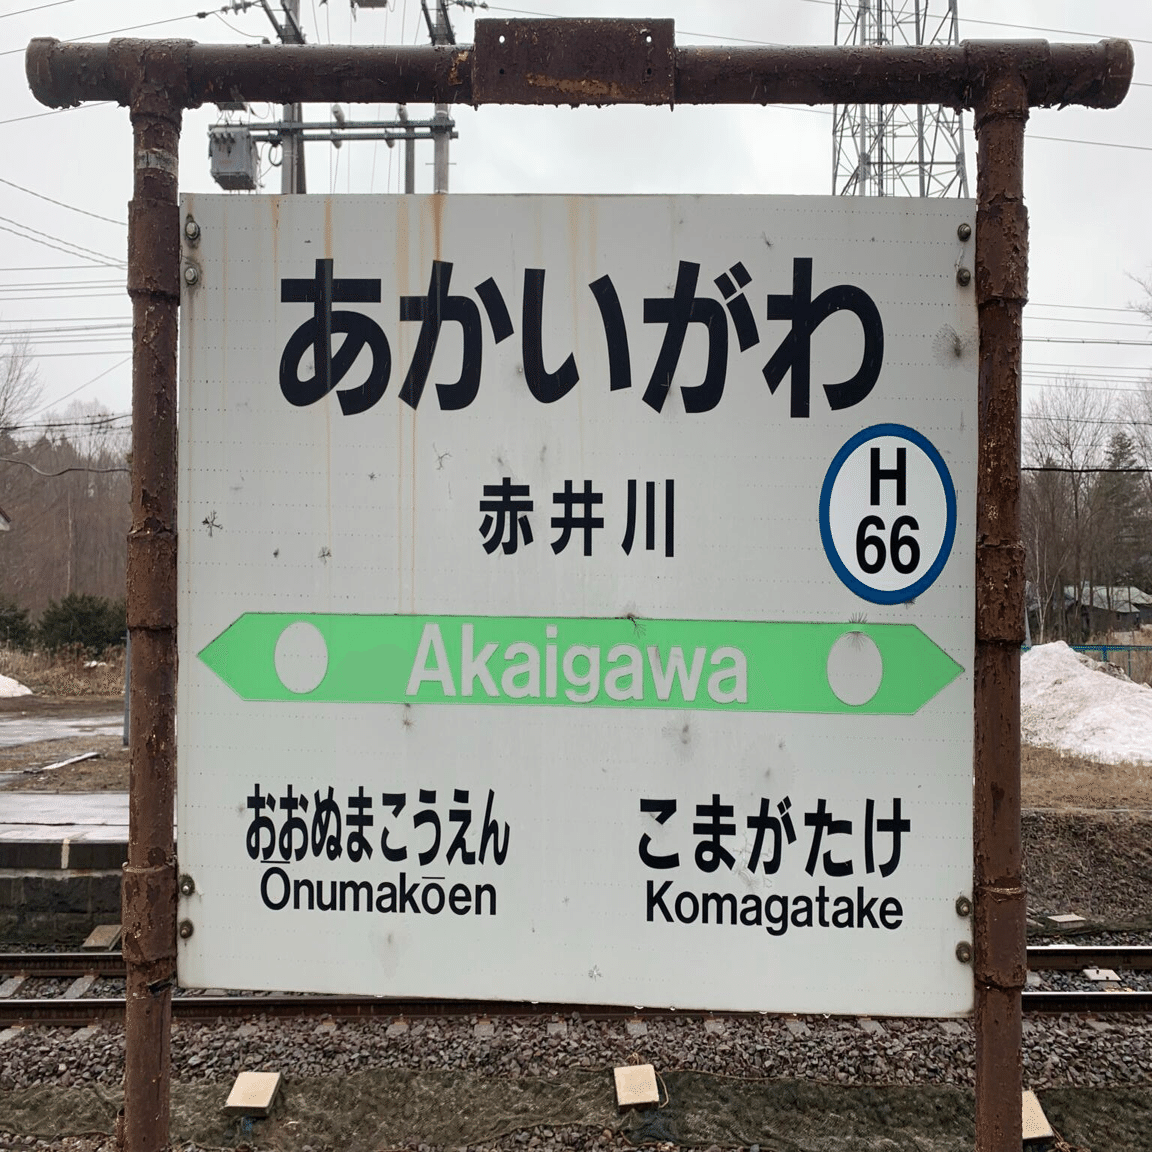 あかいがわ
赤井川
H
66
Akaigawa
おおぬまこうえん
Ōnumakōen
こまがたけ
Komagatake